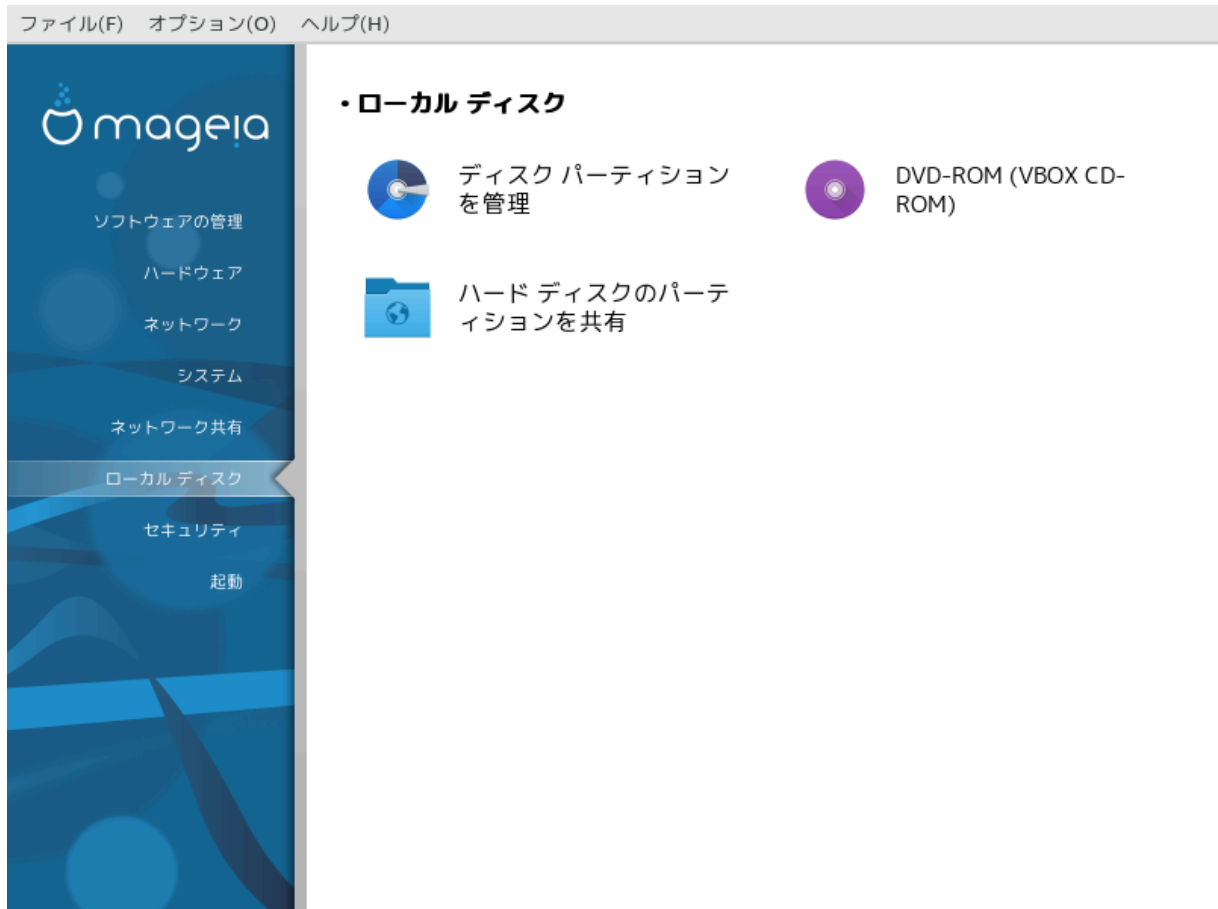 ファイル(F) オプション(O) ヘルプ(H)
mageia
ソフトウェアの管理
ハードウェア
ネットワーク
システム
ネットワーク共有
ローカル ディスク
セキュリティ
起動
・ローカル ディスク
ディスク パーティション
を管理
DVD-ROM (VBOX CD-
ROM)
ハード ディスクのパーテ
ィションを共有